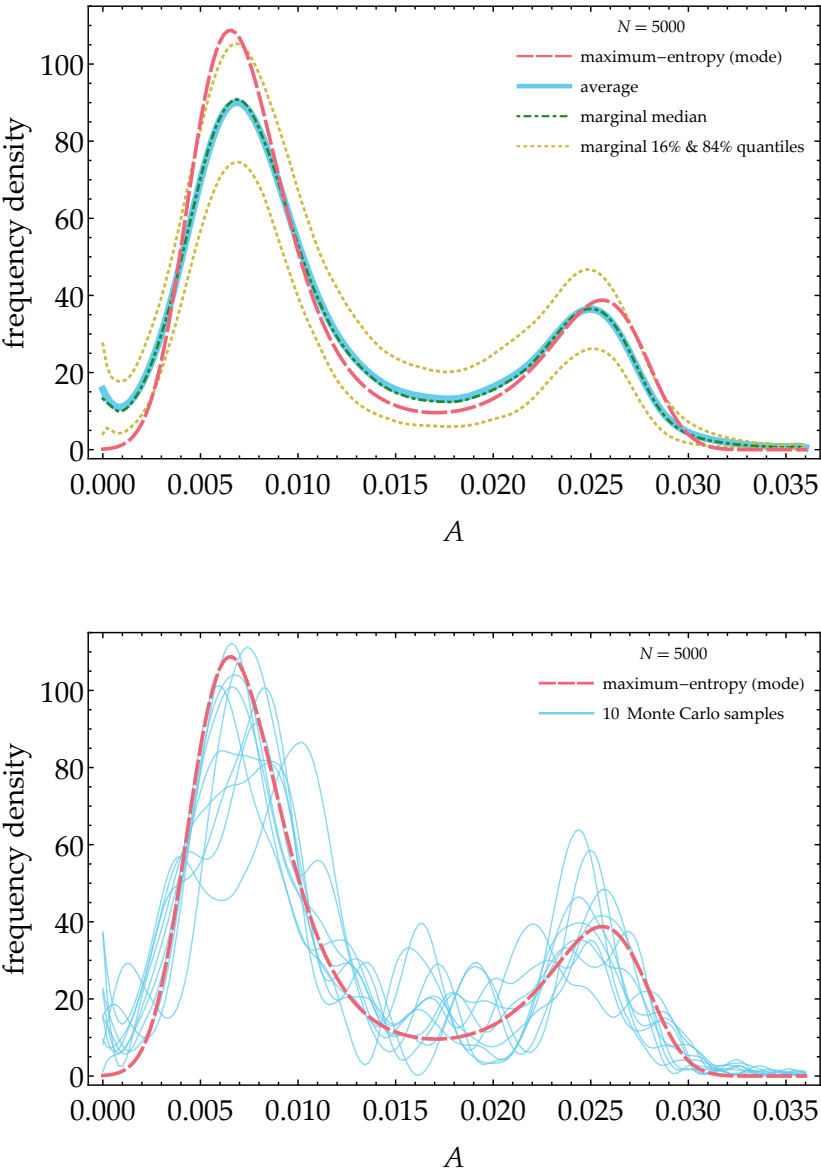 N = 5000
maximum−entropy (mode)
average
marginal median
marginal 16% & 84% quantiles
frequency density
100
80
60
40
20
0
0.000 0.005 0.010 0.015 0.020 0.025 0.030 0.035
A
N = 5000
maximum−entropy (mode)
10 Monte Carlo samples
frequency density
100
80
60
40
20
0
0.000 0.005 0.010 0.015 0.020 0.025 0.030 0.035
A